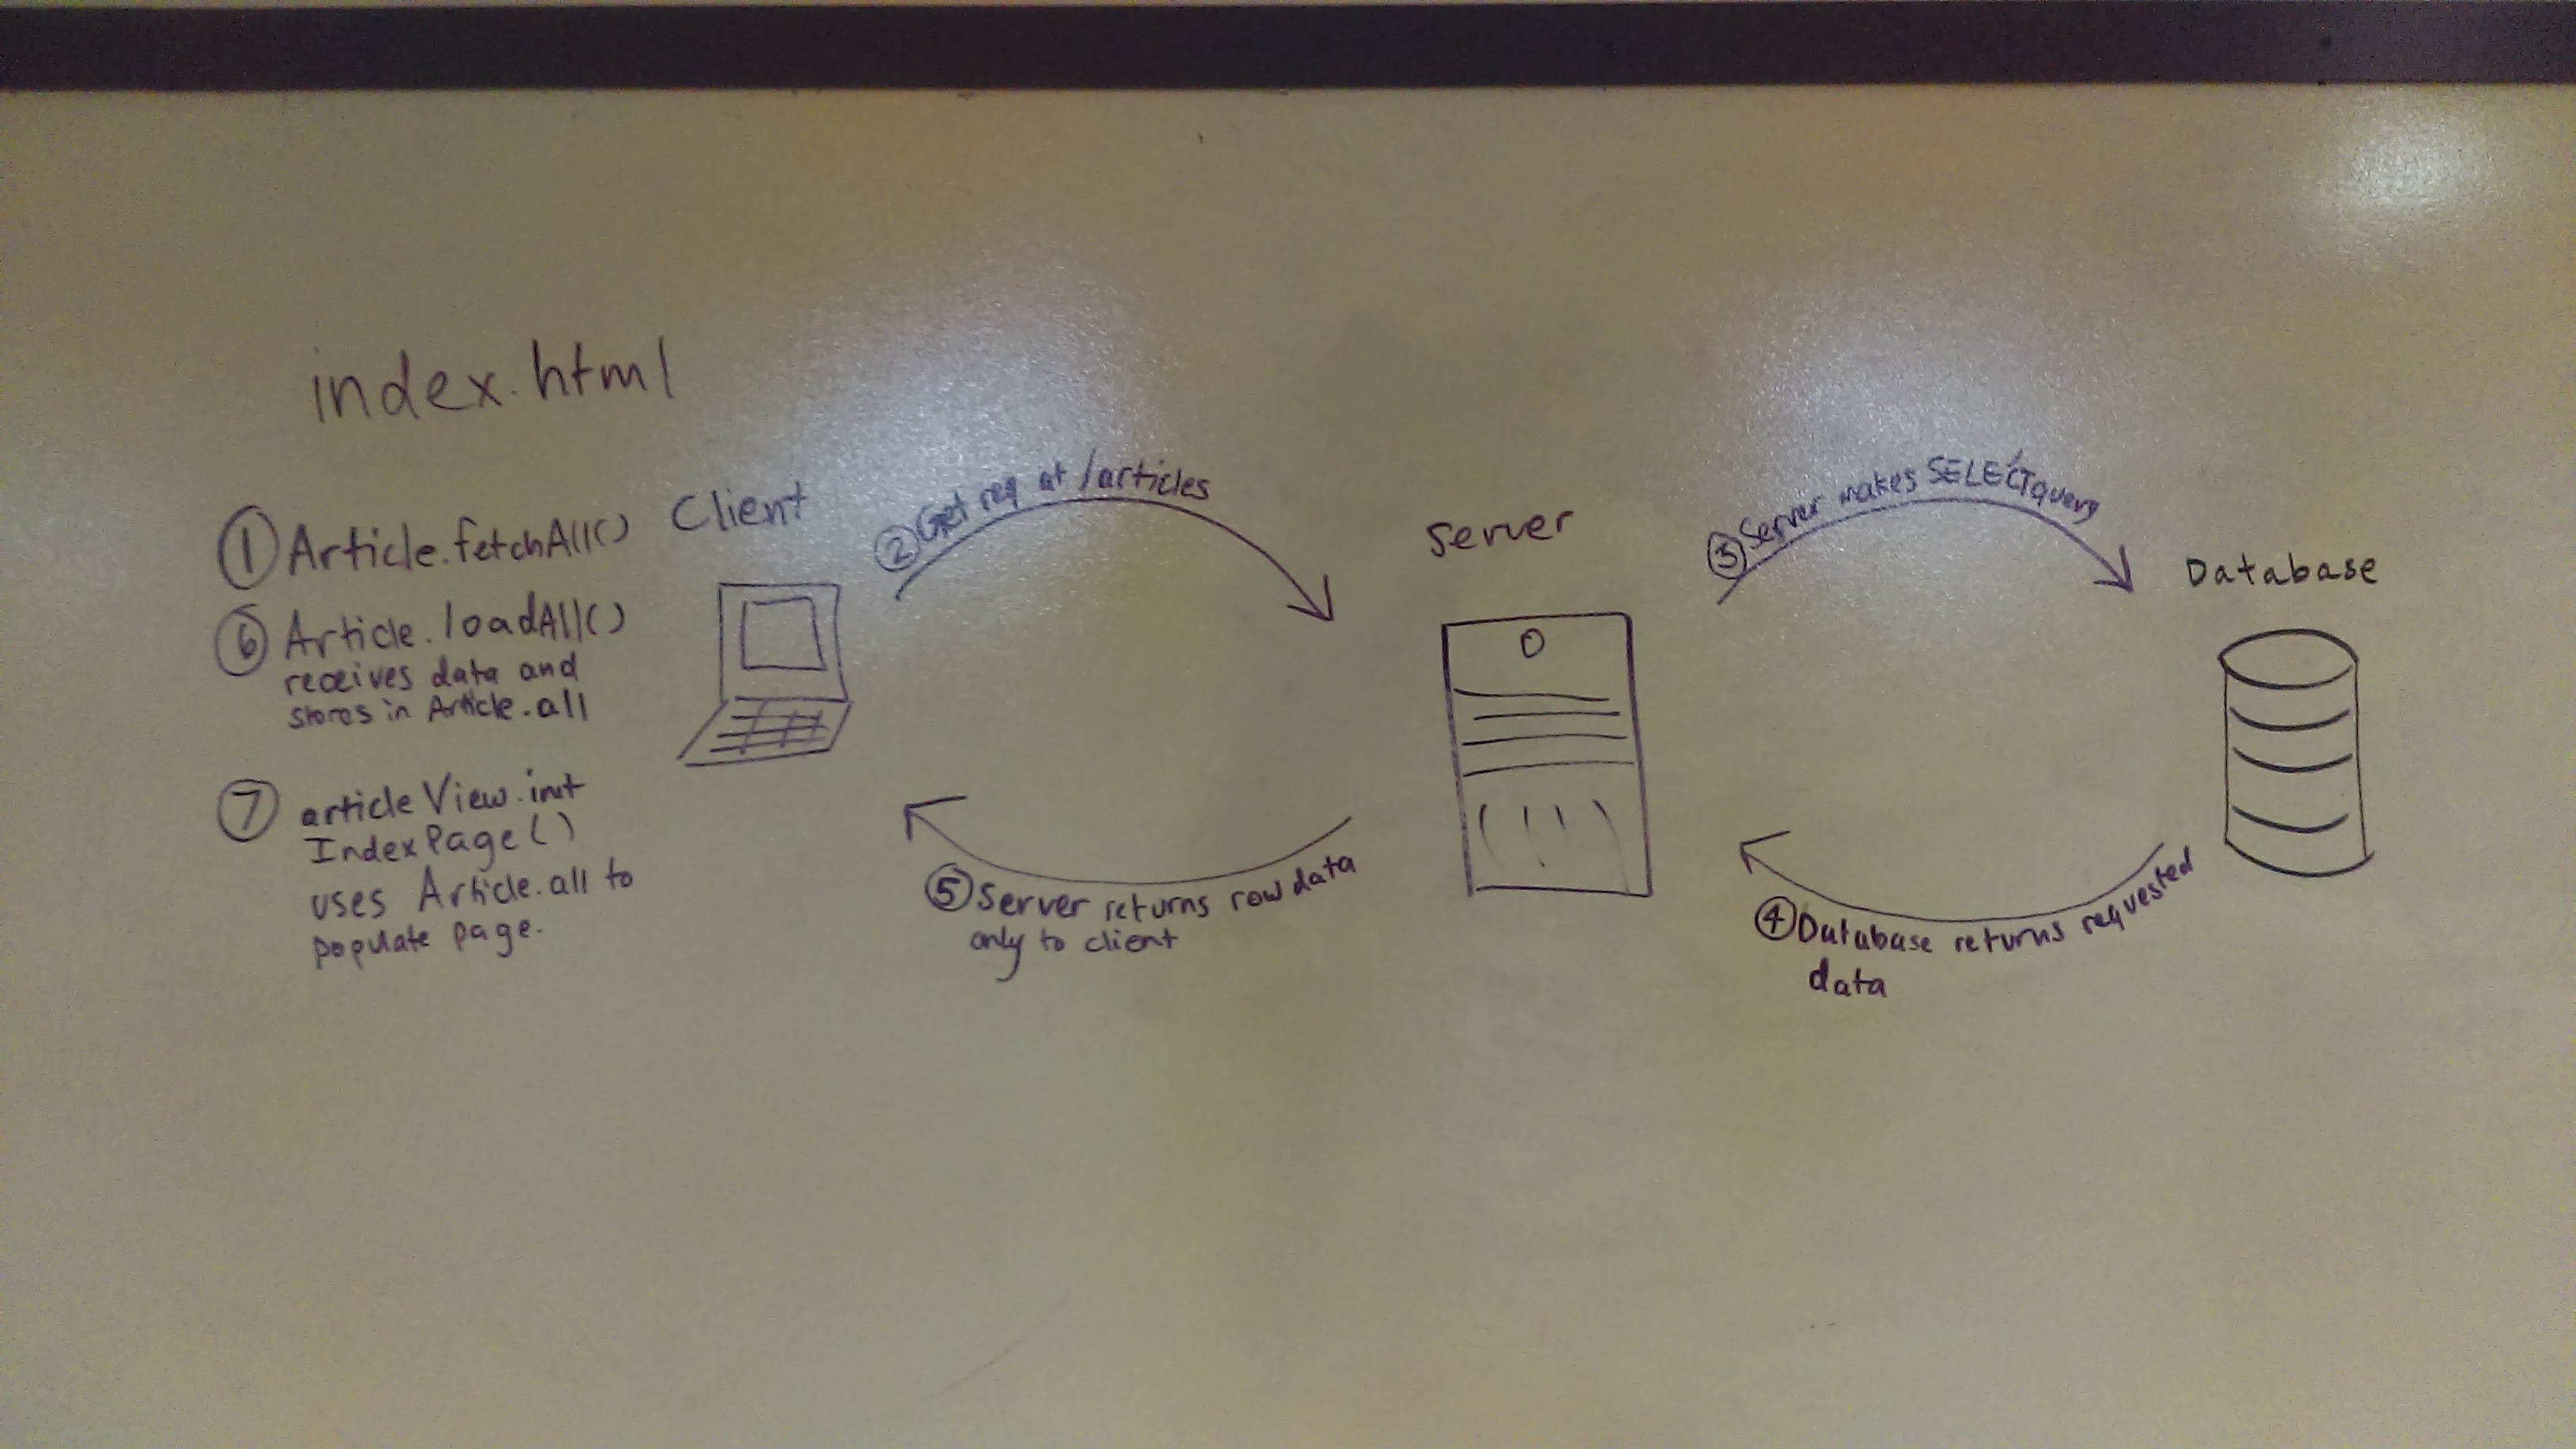 index.html
① Article.fetchAll()
⑥ Article.loadAll()
receives data and
stores in Article.all
⑦ articleView.init
IndexPage()
uses Article.all to
populate page.
Client
② Get req at /articles
Server
③ Server makes SELECT query
Database
④ Database returns requested
data
⑤ Server returns row data
only to client